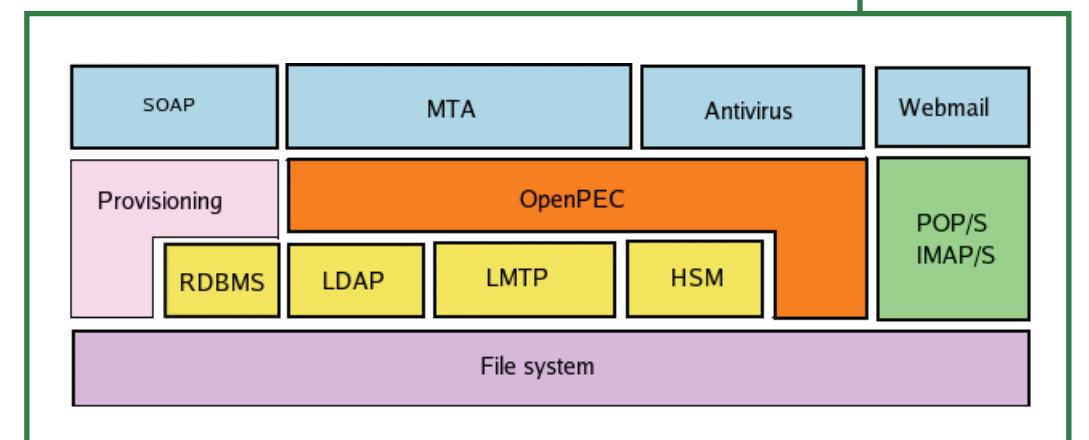 SOAP
MTA
Antivirus
Webmail
Provisioning
OpenPEC
POP/S
IMAP/S
RDBMS
LDAP
LMTP
HSM
File system